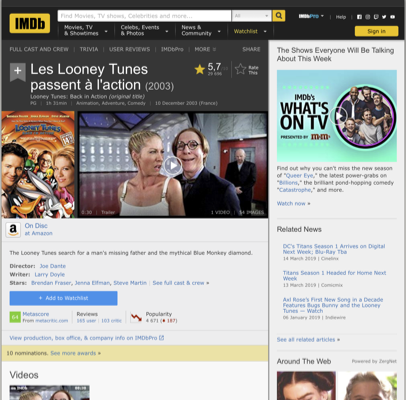 IMDb
Find Movies, TV shows, Celebrities and more...
All
Movies, TV
& Showtimes
Celebs, Events
& Photos
News &
Community
Watchlist
IMDbPro
Help
Sign in
FULL CAST AND CREW | TRIVIA | USER REVIEWS | IMDbPro | MORE
SHARE
Les Looney Tunes
passent à l'action (2003)
5,7
Rate
This
Looney Tunes: Back in Action (original title)
PG | 1h 31min | Animation, Adventure, Comedy | 10 December 2003 (France)
LOONEY TUNES
0:30 | Trailer
1 VIDEO
On Disc
at Amazon
The Looney Tunes search for a man's missing father and the mythical Blue Monkey diamond.
Director: Joe Dante
Writer: Larry Doyle
Stars: Brendan Fraser, Jenna Elfman, Steve Martin | See full cast & crew »
+ Add to Watchlist
64
Metascore
From metacritic.com
Reviews
165 user | 103 critic
Popularity
4 671 (187)
View production, box office, & company info on IMDbPro
10 nominations. See more awards »
Videos
The Shows Everyone Will Be Talking
About This Week
IMDb's
WHAT'S
ON TV
PRESENTED BY M&M's
Find out why you can't miss the new season
of "Queer Eye," the latest power-grabs on
"Billions," the brilliant pond-hopping comedy
"Catastrophe," and more.
Watch now »
Related News
DC's Titans Season 1 Arrives on Digital
Next Week; Blu-Ray Tba
14 March 2019 | Cinelinx
Titans Season 1 Headed for Home Next
Week
13 March 2019 | Comicmix
Axl Rose's First New Song in a Decade
Features Bugs Bunny and the Looney
Tunes — Watch
06 January 2019 | Indiewire
See all related articles »
Around The Web
Powered by ZergNet